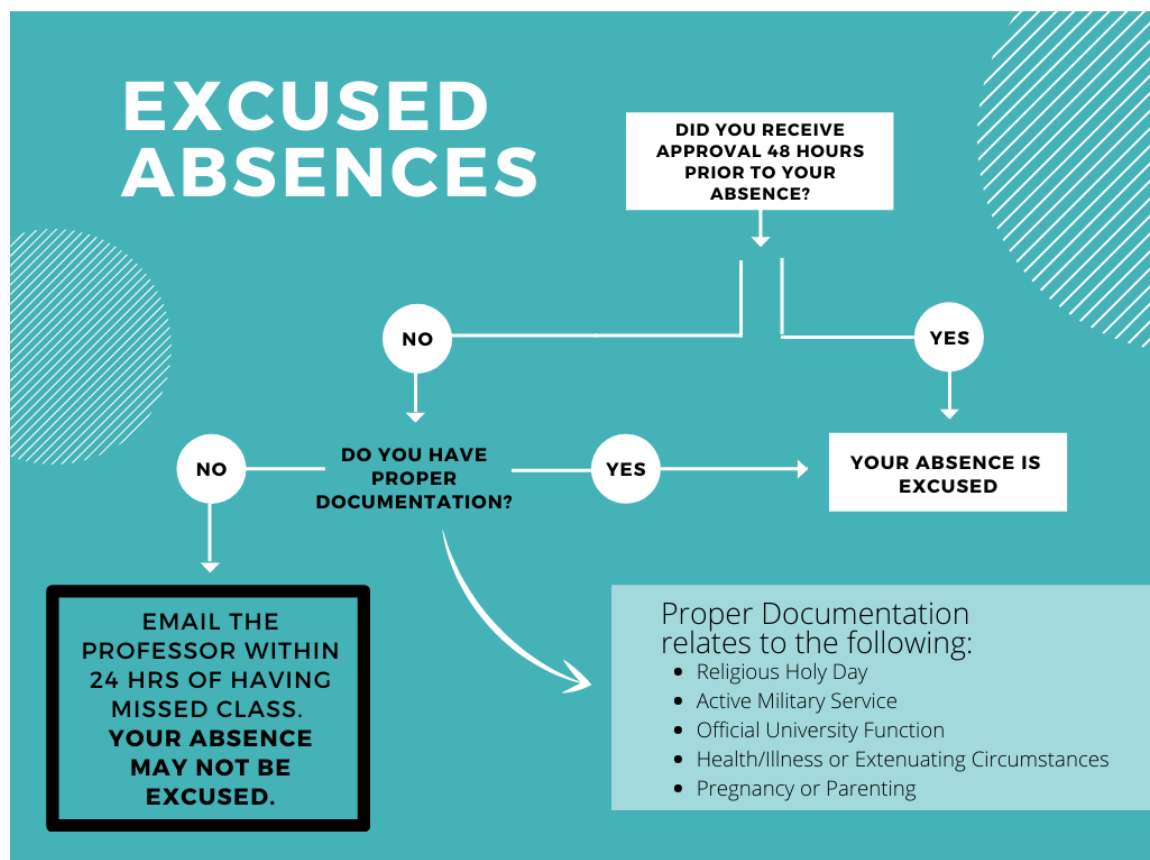 EXCUSED
ABSENCES
DID YOU RECEIVE
APPROVAL 48 HOURS
PRIOR TO YOUR
ABSENCE?
NO
YES
NO
DO YOU HAVE
PROPER
DOCUMENTATION?
YES
YOUR ABSENCE IS
EXCUSED
EMAIL THE
PROFESSOR WITHIN
24 HRS OF HAVING
MISSED CLASS.
YOUR ABSENCE
MAY NOT BE
EXCUSED.
Proper Documentation
relates to the following:
• Religious Holy Day
• Active Military Service
• Official University Function
• Health/Illness or Extenuating Circumstances
• Pregnancy or Parenting